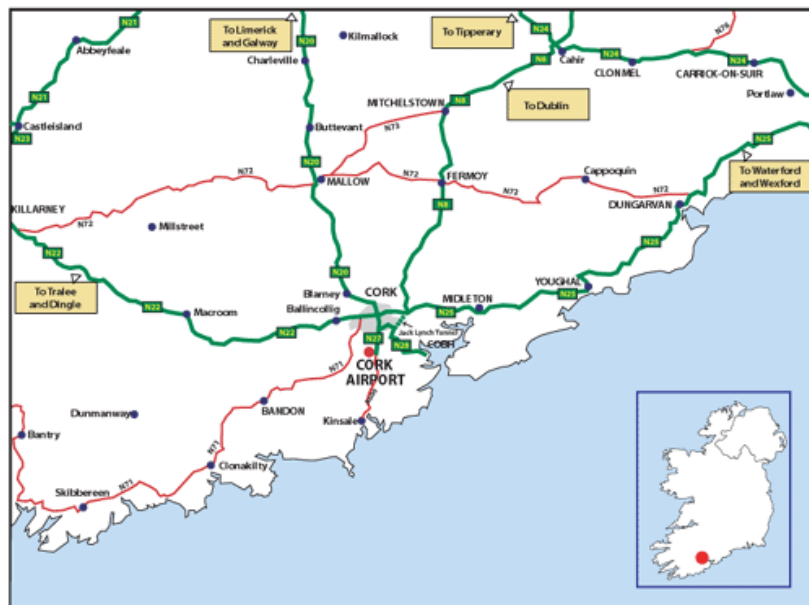 N21
Abbeyfeale
To Limerick
and Galway
N20
Kilmallock
Charleville
To Tipperary
N24
N8
Cahir
N24
CLONMEL
N76
N24
CARRICK-ON-SUIR
Portlaw
N21
Castleisland
N23
MITCHELSTOWN
N8
To Dublin
Buttevant
N73
N25
N20
MALLOW
N72
N72
FERMOY
N72
Cappoquin
N72
To Waterford
and Wexford
DUNGARVAN
KILLARNEY
N72
Millstreet
N8
N22
N25
To Tralee
and Dingle
N20
CORK
YOUGHAL
N25
Blarney
MIDLETON
N22
Macroom
Ballincollig
N25
N22
Jack Lynch Tunnel
N27
N28
COBH
CORK
AIRPORT
N71
Dunmanway
BANDON
Kinsale
Bantry
N71
Clonakilty
Skibbereen
N71